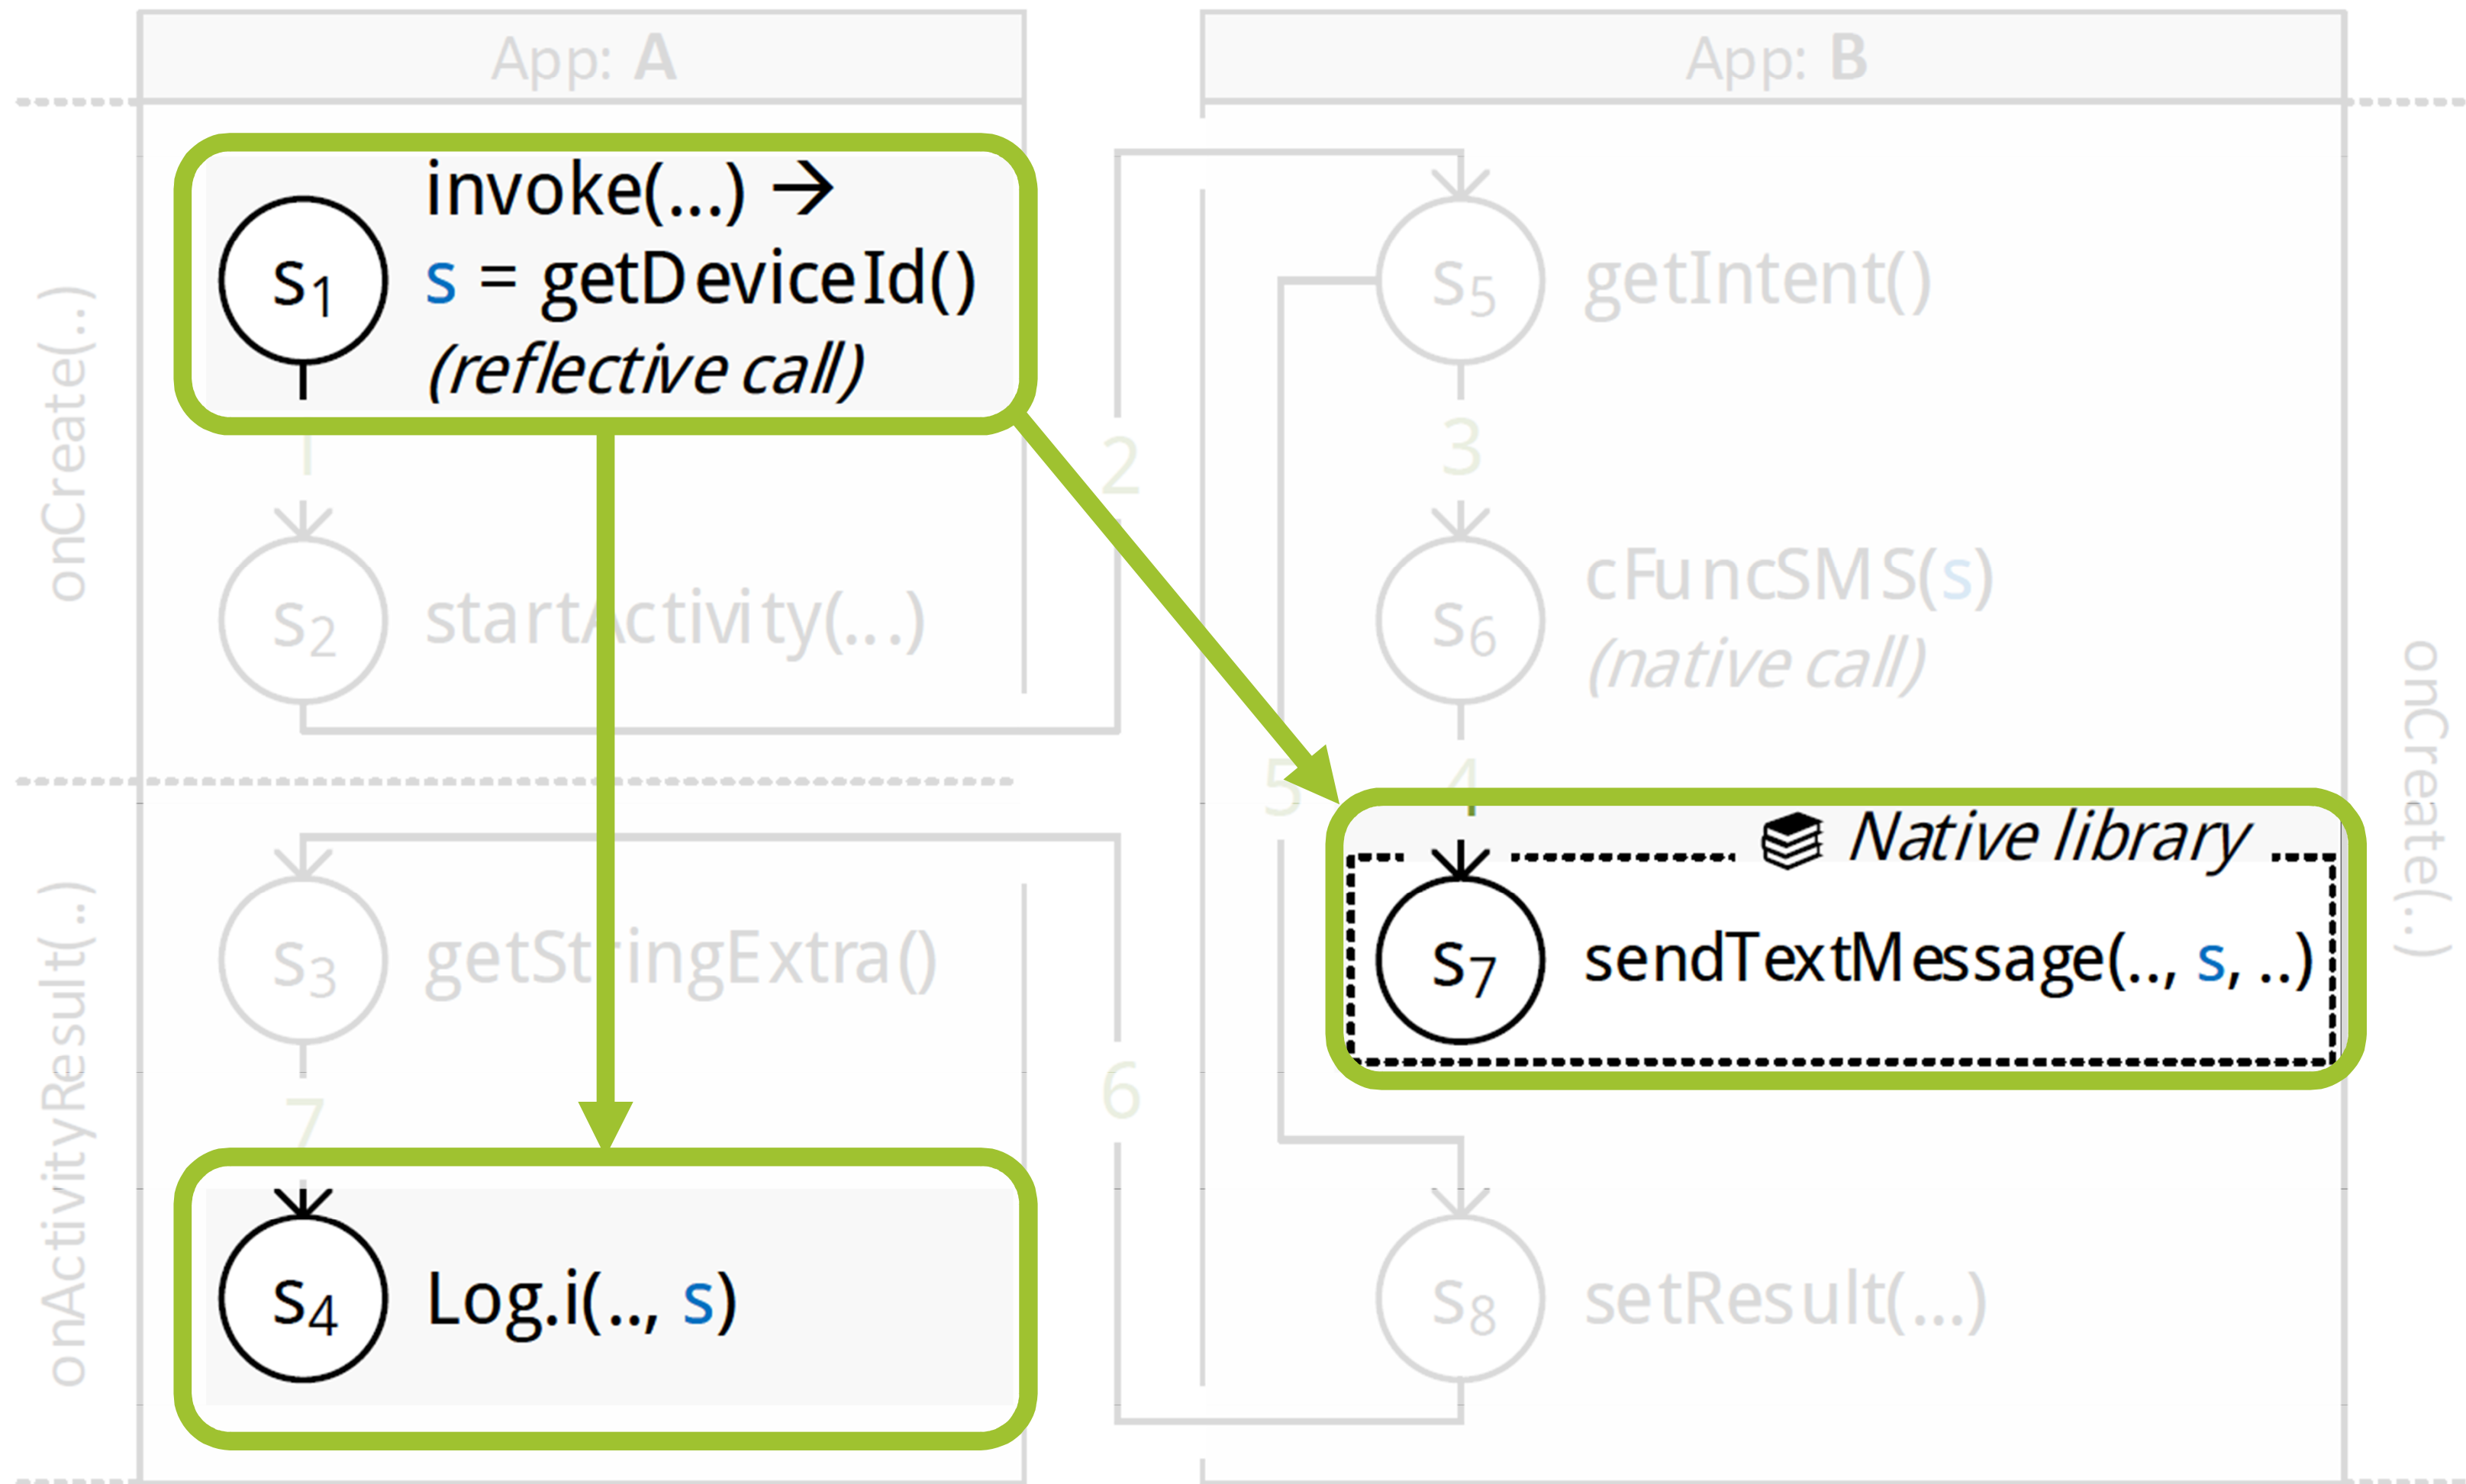 App: A
onCreate(..)
s1
invoke(...) →
s = getDeviceId()
(reflective call)
1
s2
startActivity(...)
onActivityResult(..)
s3
getStringExtra()
7
s4
Log.i(.., s)
2
6
App: B
s5
getIntent()
3
s6
cFuncSMS(s)
(native call)
5
4
Native library
s7
sendTextMessage(.., s, ..)
s8
setResult(...)
onCreate(..)